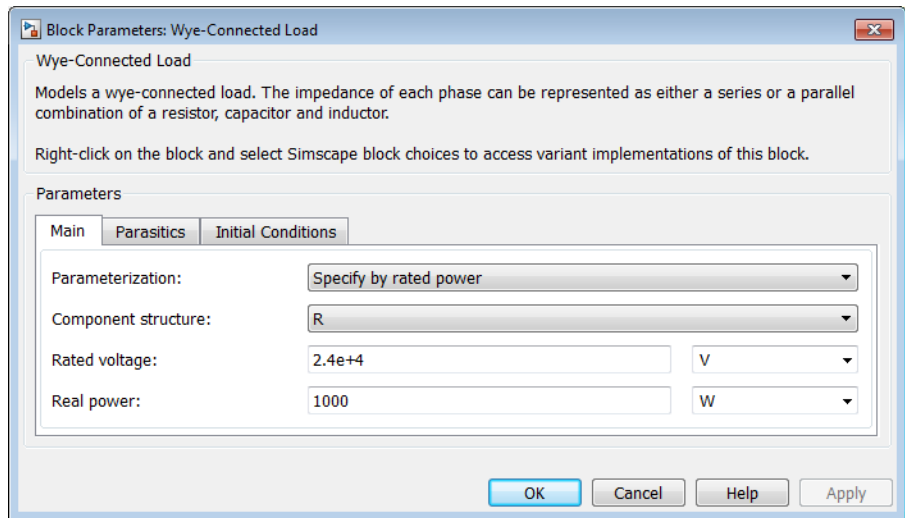 Block Parameters: Wye-Connected Load
Wye-Connected Load
Models a wye-connected load. The impedance of each phase can be represented as either a series or a parallel
combination of a resistor, capacitor and inductor.
Right-click on the block and select Simscape block choices to access variant implementations of this block.
Parameters
Main Parasitics Initial Conditions
Parameterization: Specify by rated power
Component structure: R
Rated voltage: 2.4e+4 V
Real power: 1000 W
OK Cancel Help Apply